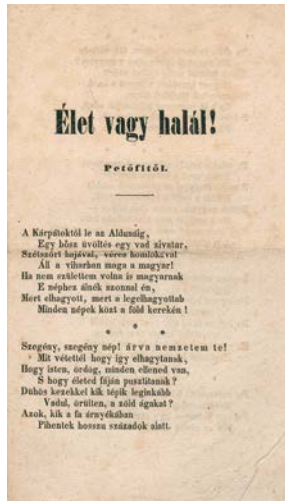 Élet vagy halál!
Petőfitől.
A Kárpátoktól le az Aldunáig,
Egy bősz üvöltés egy vad zivatar,
Szétszórt hajával, véres homlokával
Áll a viharban maga a magyar!
Ha nem születtem volna is magyarnak
E néphez állnék azonnal én,
Mert elhagyott, mert a legelhagyottabb
Minden népek közt a föld kerekén!
* * *
Szegény, szegény nép! árva nemzetem te!
Mit vétettél hogy igy elhagytanak,
Hogy isten, ördög, minden ellened van,
S hogy életed fáján pusztítanak?
Dühös kezekkel kik tépik leginkább
Vadul, őrülten, a zöld ágakat?
Azok, kik a fa árnyékában
Pihentek hosszu századok alatt.